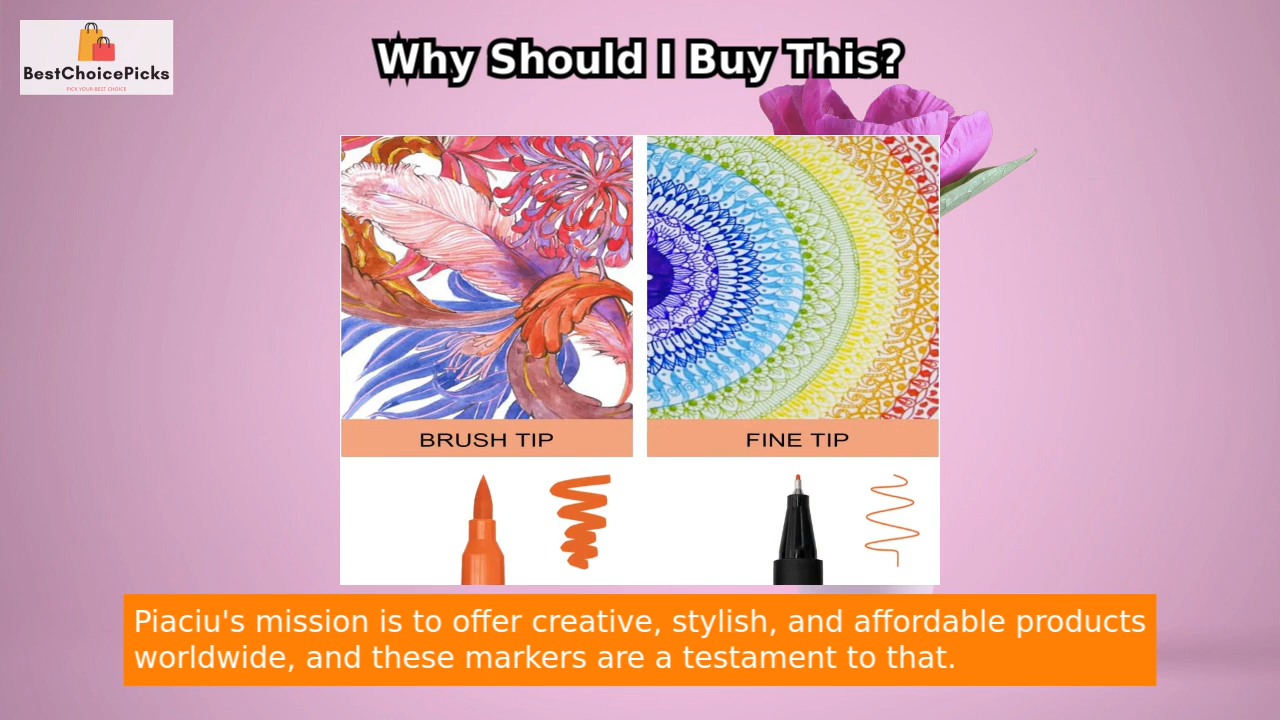 BestChoicePicks
PICK YOUR BEST CHOICE
Why Should I Buy This?
BRUSH TIP
FINE TIP
Piaciu's mission is to offer creative, stylish, and affordable products
worldwide, and these markers are a testament to that.